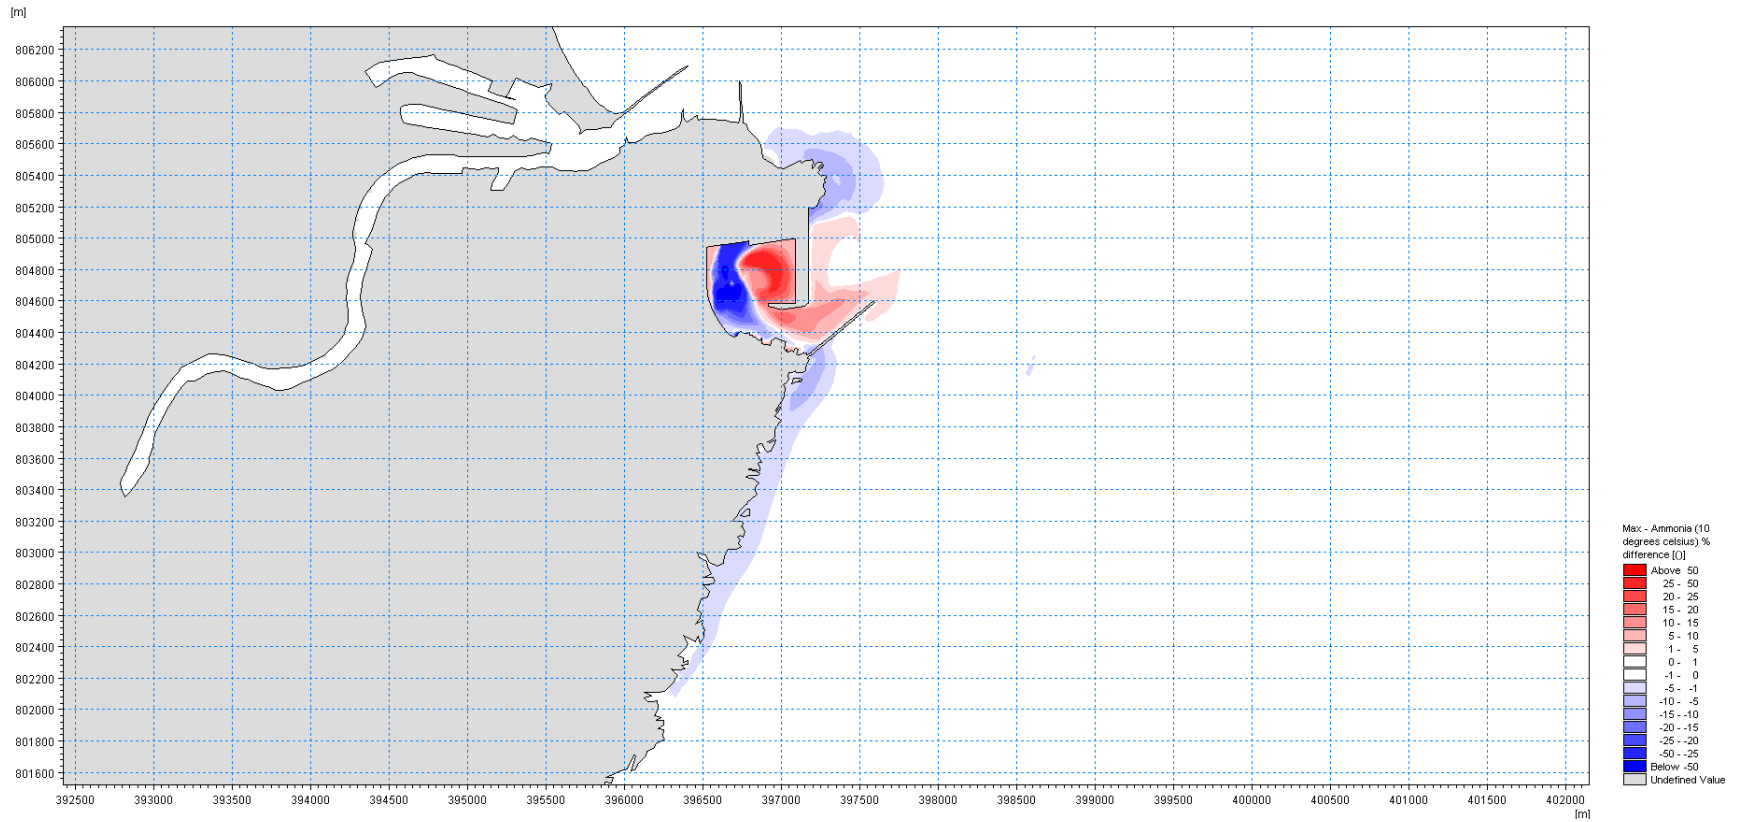 [m]
806200
806000
805800
805600
805400
805200
805000
804800
804600
804400
804200
804000
803800
803600
803400
803200
803000
802800
802600
802400
802200
802000
801800
801600
392500 393000 393500 394000 394500 395000 395500 396000 396500 397000 397500 398000 398500 399000 399500 400000 400500 401000 401500 402000
[m]
Max - Ammonia (10
degrees celsius) %
difference [()]
Above 50
25 - 50
20 - 25
15 - 20
10 - 15
5 - 10
1 - 5
0 - 1
-1 - 0
-5 - -1
-10 - -5
-15 - -10
-20 - -15
-25 - -20
-50 - -25
Below -50
Undefined Value